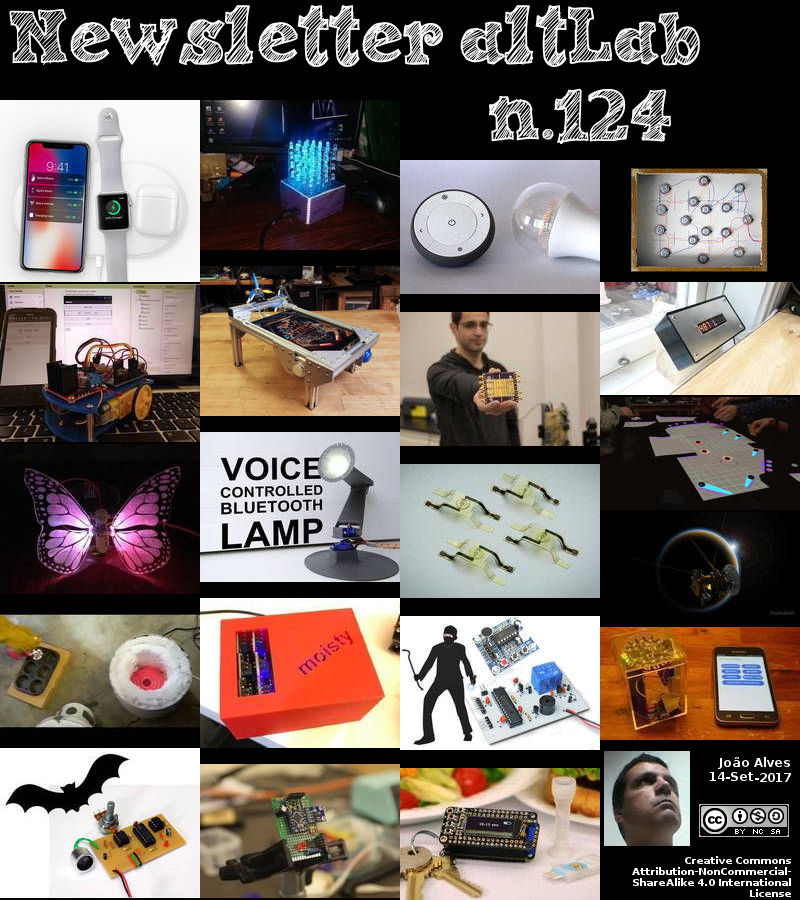 Newsletter altLab
n.124
9:41
VOICE
CONTROLLED
BLUETOOTH
LAMP
moisty
João Alves
14-Set-2017
cc
BY NC SA
Creative Commons
Attribution-NonCommercial-
ShareAlike 4.0 International
License